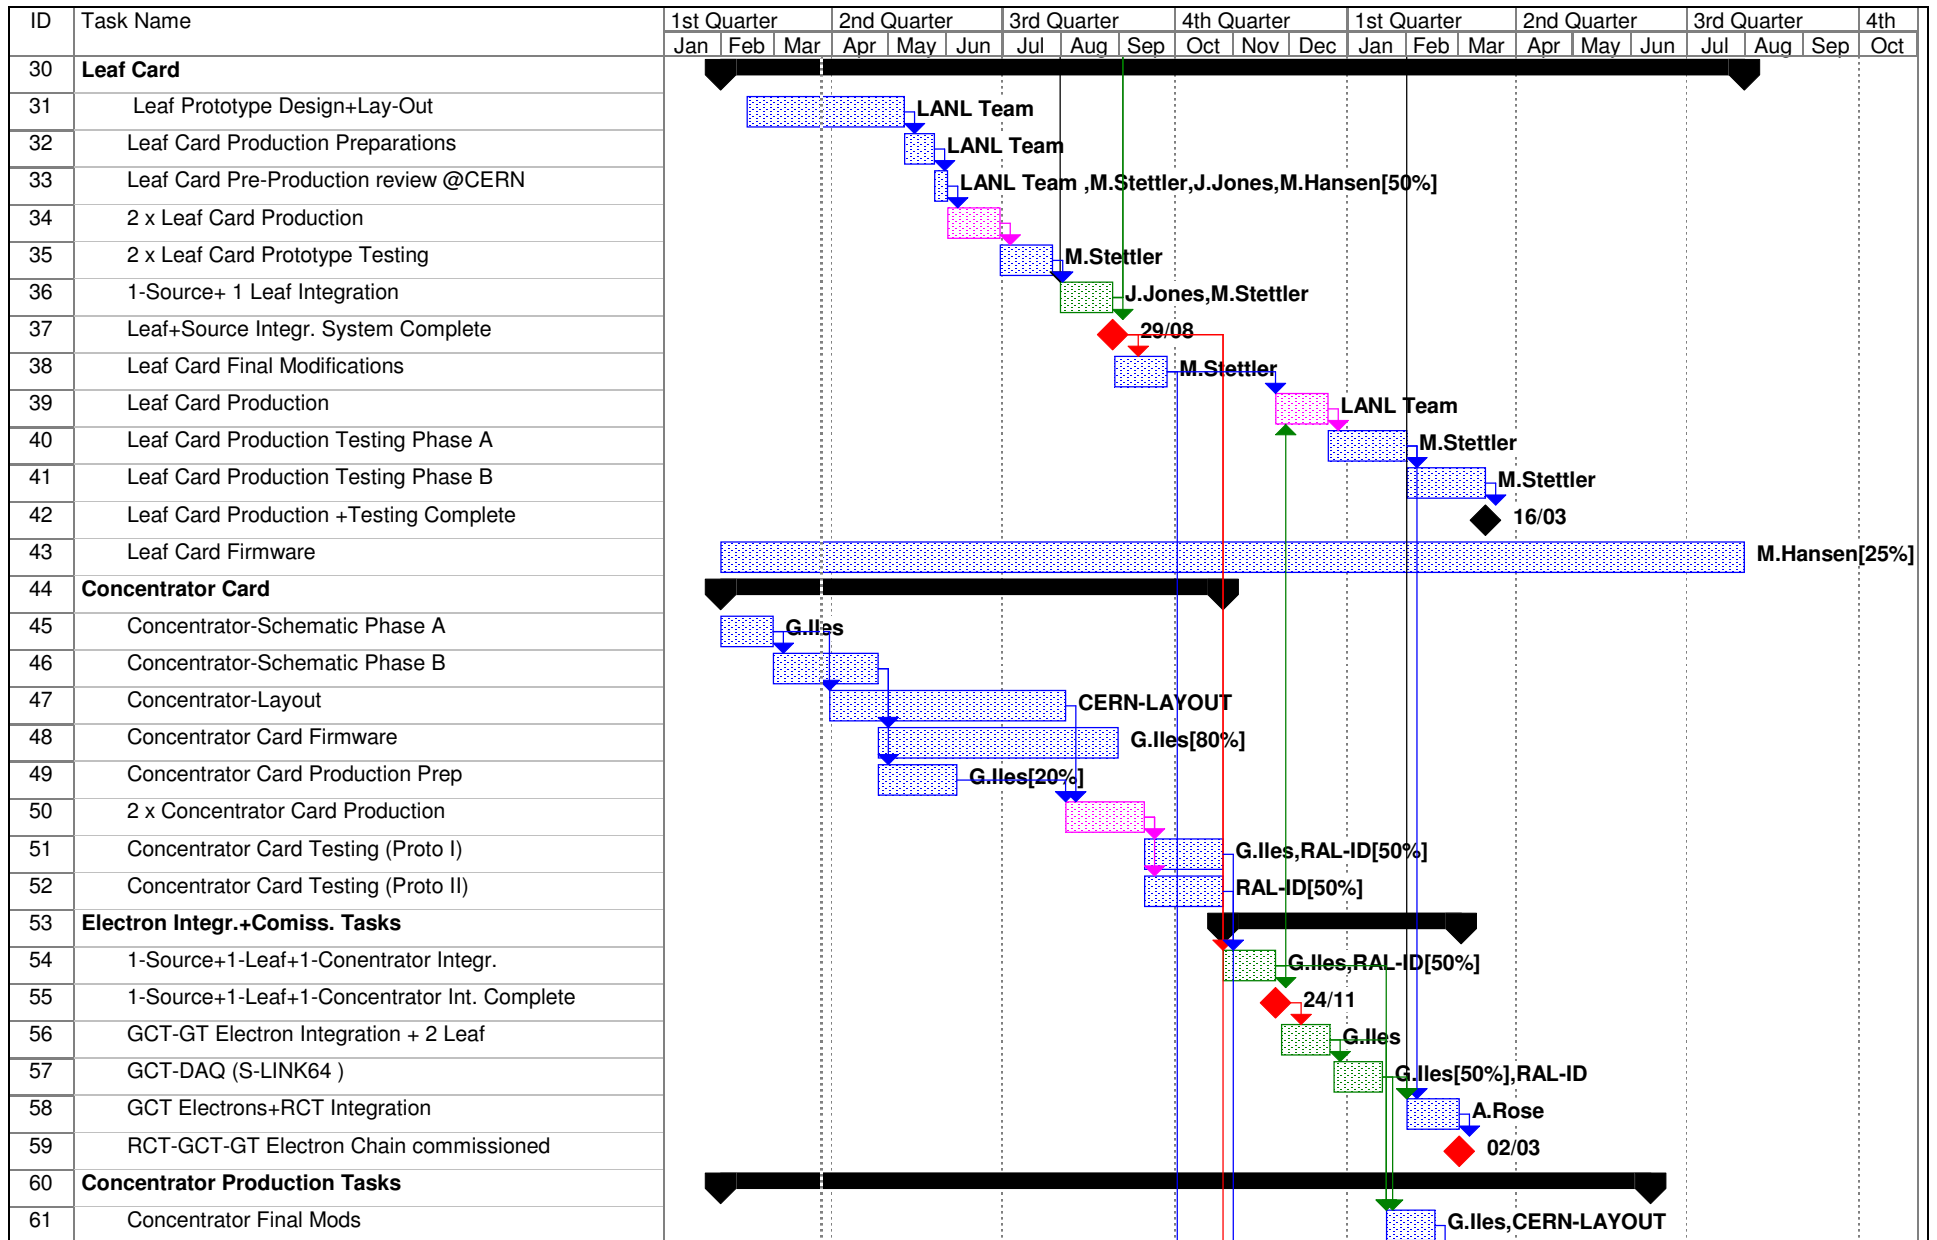 ID Task Name 1st Quarter 2nd Quarter 3rd Quarter 4th Quarter 1st Quarter 2nd Quarter 3rd Quarter 4th
Jan Feb Mar Apr May Jun Jul Aug Sep Oct Nov Dec Jan Feb Mar Apr May Jun Jul Aug Sep Oct
30 Leaf Card
31 Leaf Prototype Design+Lay-Out LANL Team
32 Leaf Card Production Preparations LANL Team
33 Leaf Card Pre-Production review @CERN LANL Team ,M.Stettler,J.Jones,M.Hansen[50%]
34 2 x Leaf Card Production
35 2 x Leaf Card Prototype Testing M.Stettler
36 1-Source+ 1 Leaf Integration J.Jones,M.Stettler
37 Leaf+Source Integr. System Complete 29/08
38 Leaf Card Final Modifications M.Stettler
39 Leaf Card Production LANL Team
40 Leaf Card Production Testing Phase A M.Stettler
41 Leaf Card Production Testing Phase B M.Stettler
42 Leaf Card Production +Testing Complete 16/03
43 Leaf Card Firmware M.Hansen[25%]
44 Concentrator Card
45 Concentrator-Schematic Phase A G.Iles
46 Concentrator-Schematic Phase B
47 Concentrator-Layout CERN-LAYOUT
48 Concentrator Card Firmware G.Iles[80%]
49 Concentrator Card Production Prep G.Iles[20%]
50 2 x Concentrator Card Production
51 Concentrator Card Testing (Proto I) G.Iles,RAL-ID[50%]
52 Concentrator Card Testing (Proto II) RAL-ID[50%]
53 Electron Integr.+Comiss. Tasks
54 1-Source+1-Leaf+1-Conentrator Integr. G.Iles,RAL-ID[50%]
55 1-Source+1-Leaf+1-Concentrator Int. Complete 24/11
56 GCT-GT Electron Integration + 2 Leaf G.Iles
57 GCT-DAQ (S-LINK64 ) G.Iles[50%],RAL-ID
58 GCT Electrons+RCT Integration A.Rose
59 RCT-GCT-GT Electron Chain commissioned 02/03
60 Concentrator Production Tasks
61 Concentrator Final Mods G.Iles,CERN-LAYOUT